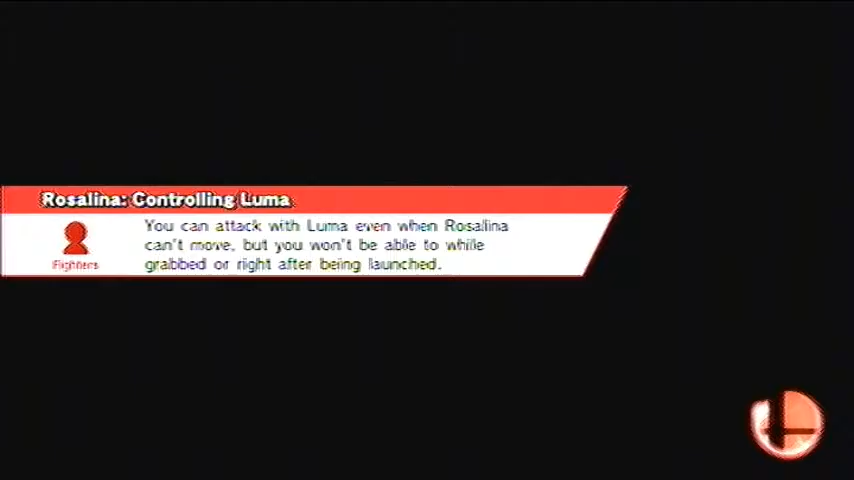 Rosalina: Controlling Luma
You can attack with Luma even when Rosalina
can't move, but you won't be able to while
grabbed or right after being launched.
Fighters